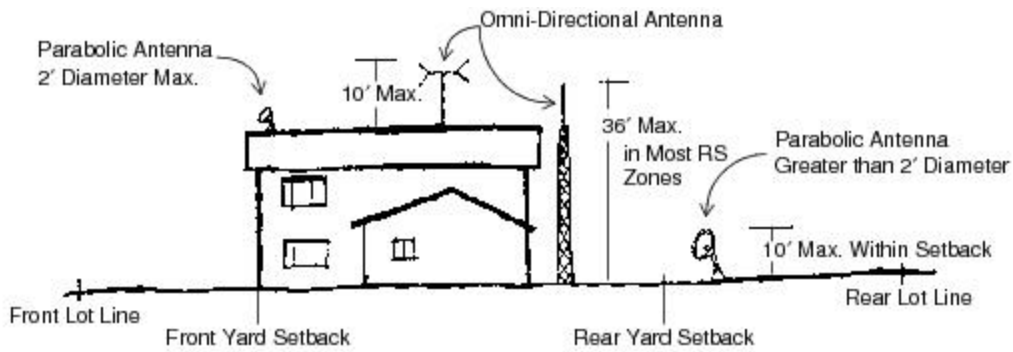 Omni-Directional Antenna
Parabolic Antenna
2′ Diameter Max.
10′ Max.
36′ Max.
in Most RS
Zones
Parabolic Antenna
Greater than 2′ Diameter
10′ Max. Within Setback
Front Lot Line
Rear Lot Line
Front Yard Setback
Rear Yard Setback